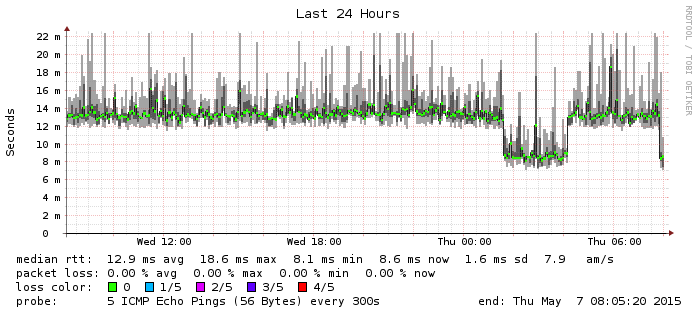 Last 24 Hours
RRDTOOL / TOBI OETIKER
Seconds
22 m
20 m
18 m
16 m
14 m
12 m
10 m
8 m
6 m
4 m
2 m
0
Wed 12:00 Wed 18:00 Thu 00:00 Thu 06:00
median rtt: 12.9 ms avg 18.6 ms max 8.1 ms min 8.6 ms now 1.6 ms sd 7.9 am/s
packet loss: 0.00 % avg 0.00 % max 0.00 % min 0.00 % now
loss color: 0 1/5 2/5 3/5 4/5
probe: 5 ICMP Echo Pings (56 Bytes) every 300s end: Thu May 7 08:05:20 2015